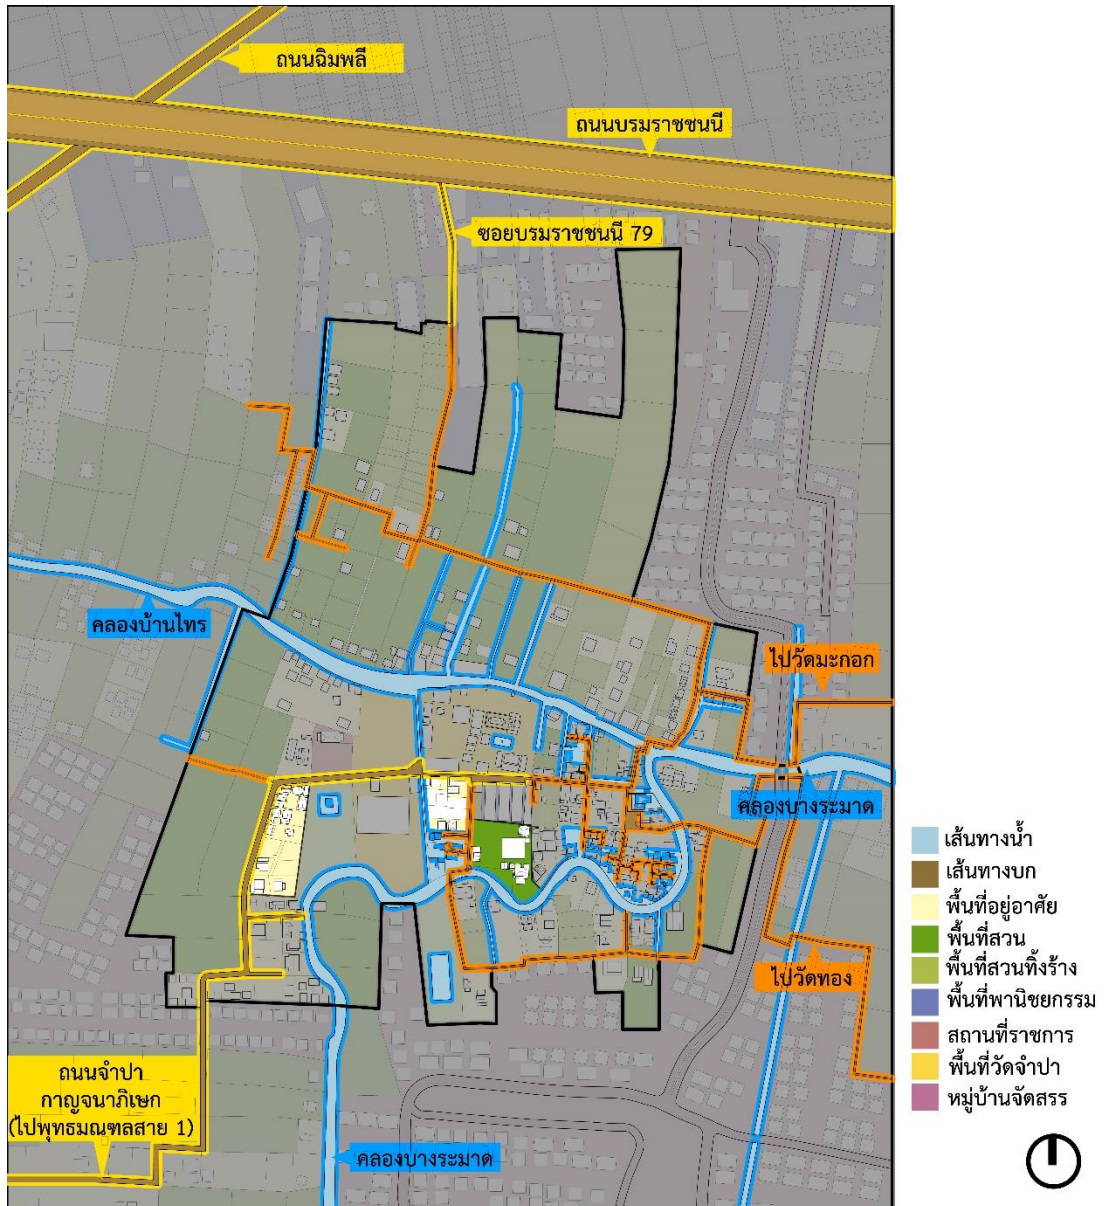 ถนนฉิมพลี
ถนนบรมราชชนนี
ซอยบรมราชชนนี 79
คลองบ้านไทร
ไปวัดมะกอก
คลองบางระมาด
ไปวัดทอง
ถนนจำปา
กาญจนาภิเษก
(ไปพุทธมณฑลสาย 1)
คลองบางระมาด
เส้นทางน้ำ
เส้นทางบก
พื้นที่อยู่อาศัย
พื้นที่สวน
พื้นที่สวนทิ้งร้าง
พื้นที่พานิชยกรรม
สถานที่ราชการ
พื้นที่วัดจำปา
หมู่บ้านจัดสรร